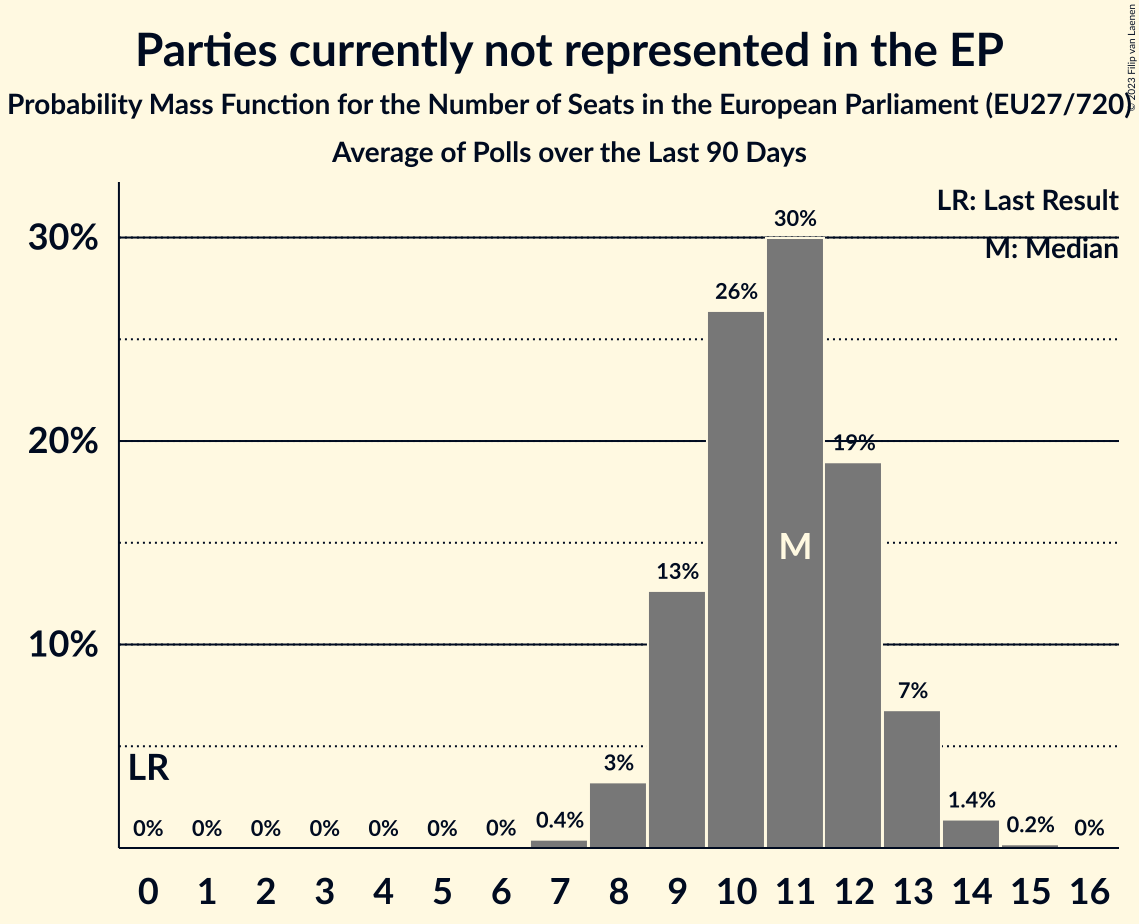 Parties currently not represented in the EP
Probability Mass Function for the Number of Seats in the European Parliament (EU27/720)
Average of Polls over the Last 90 Days
© 2023 Filip van Laenen
LR: Last Result
M: Median
30%
20%
10%
LR
M
0% 0% 0% 0% 0% 0% 0% 0.4% 3% 13% 26% 30% 19% 7% 1.4% 0.2% 0%
0 1 2 3 4 5 6 7 8 9 10 11 12 13 14 15 16